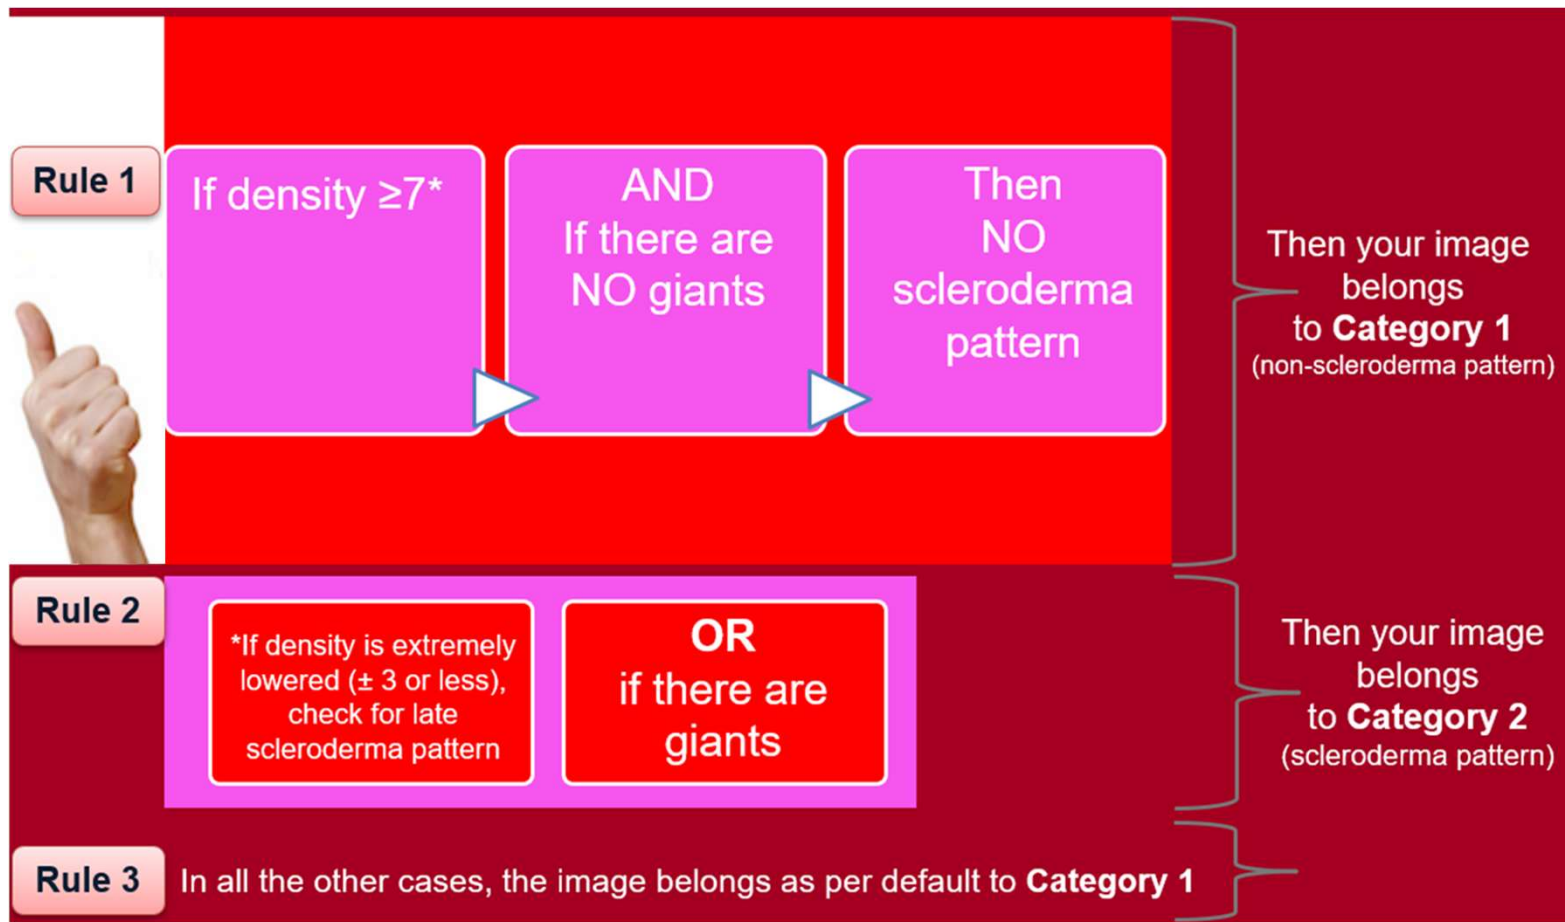 Rule 1
If density ≥7*
AND
If there are
NO giants
Then
NO
scleroderma
pattern
Then your image
belongs
to Category 1
(non-scleroderma pattern)
Rule 2
*If density is extremely
lowered (± 3 or less),
check for late
scleroderma pattern
OR
if there are
giants
Then your image
belongs
to Category 2
(scleroderma pattern)
Rule 3
In all the other cases, the image belongs as per default to Category 1